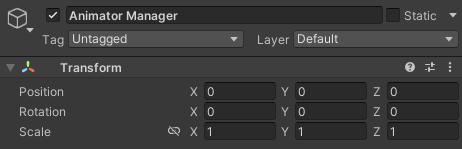 Animator Manager Static
Tag Untagged Layer Default
Transform
Position X 0 Y 0 Z 0
Rotation X 0 Y 0 Z 0
Scale X 1 Y 1 Z 1